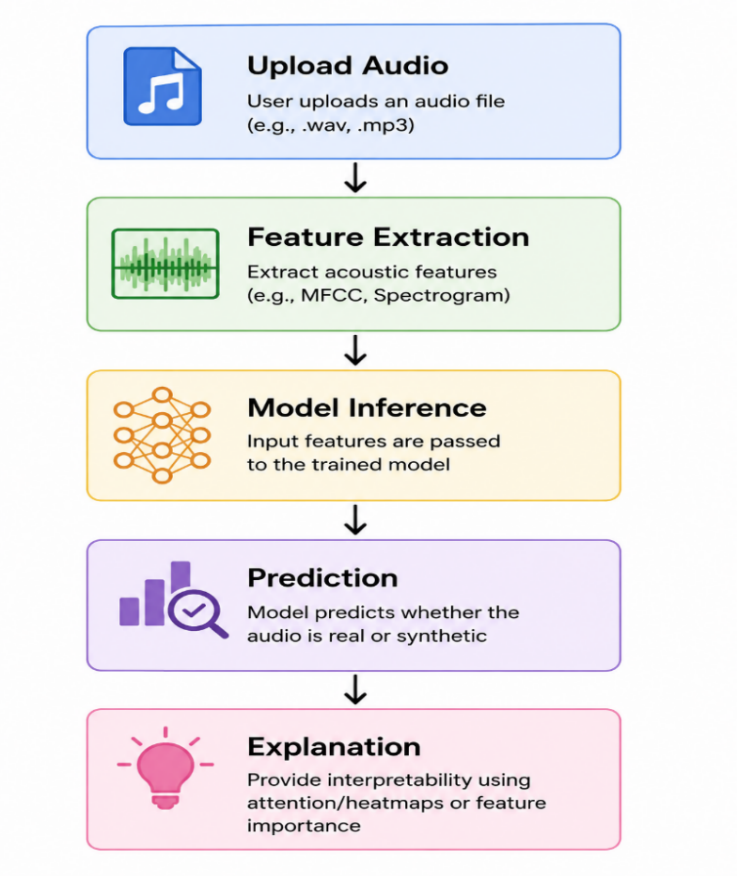 Upload Audio
User uploads an audio file
(e.g., .wav, .mp3)
Feature Extraction
Extract acoustic features
(e.g., MFCC, Spectrogram)
Model Inference
Input features are passed
to the trained model
Prediction
Model predicts whether the
audio is real or synthetic
Explanation
Provide interpretability using
attention/heatmaps or feature
importance